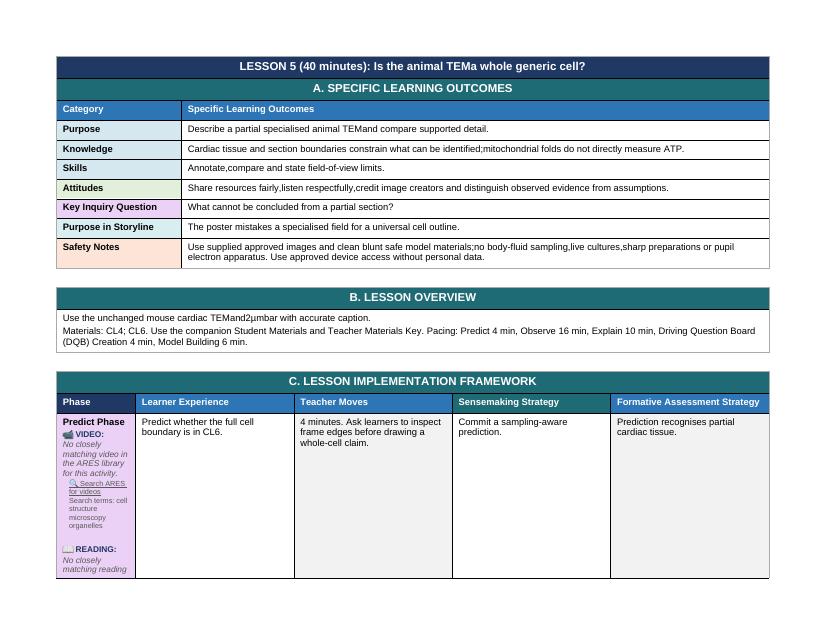 LESSON 5 (40 minutes): Is the animal TEMa whole generic cell?
A. SPECIFIC LEARNING OUTCOMES
Category Specific Learning Outcomes
Purpose Describe a partial specialised animal TEMand compare supported detail.
Knowledge Cardiac tissue and section boundaries constrain what can be identified;mitochondrial folds do not directly measure ATP.
Skills Annotate,compare and state field-of-view limits.
Attitudes Share resources fairly,listen respectfully,credit image creators and distinguish observed evidence from assumptions.
Key Inquiry Question What cannot be concluded from a partial section?
Purpose in Storyline The poster mistakes a specialised field for a universal cell outline.
Safety Notes Use supplied approved images and clean blunt safe model materials;no body-fluid sampling,live cultures,sharp preparations or pupil
electron apparatus. Use approved device access without personal data.
B. LESSON OVERVIEW
Use the unchanged mouse cardiac TEMand2µmbar with accurate caption.
Materials: CL4; CL6. Use the companion Student Materials and Teacher Materials Key. Pacing: Predict 4 min, Observe 16 min, Explain 10 min, Driving Question Board
(DQB) Creation 4 min, Model Building 6 min.
C. LESSON IMPLEMENTATION FRAMEWORK
Phase Learner Experience Teacher Moves Sensemaking Strategy Formative Assessment Strategy
Predict Phase
📹 VIDEO:
No closely
matching video in
the ARES library
for this activity.
🔍 Search ARES
for videos
Search terms: cell
structure
microscopy
organelles
📖 READING:
No closely
matching reading
Predict whether the full cell
boundary is in CL6.
4 minutes. Ask learners to inspect
frame edges before drawing a
whole-cell claim.
Commit a sampling-aware
prediction.
Prediction recognises partial
cardiac tissue.